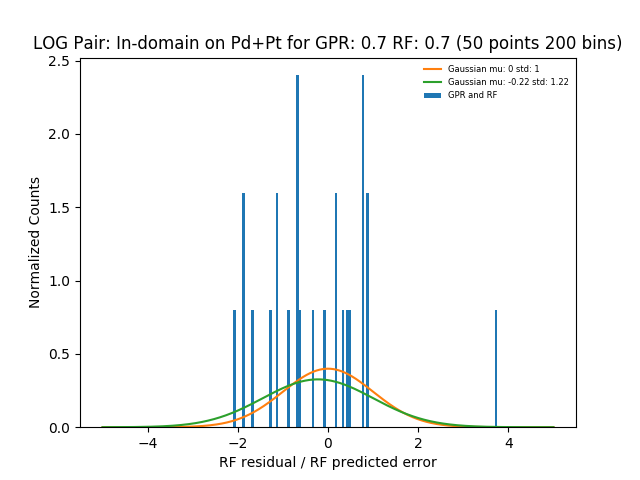 LOG Pair: In-domain on Pd+Pt for GPR: 0.7 RF: 0.7 (50 points 200 bins)
Gaussian mu: 0 std: 1
Gaussian mu: -0.22 std: 1.22
GPR and RF
Normalized Counts
2.5
2.0
1.5
1.0
0.5
0.0
−4 −2 0 2 4
RF residual / RF predicted error